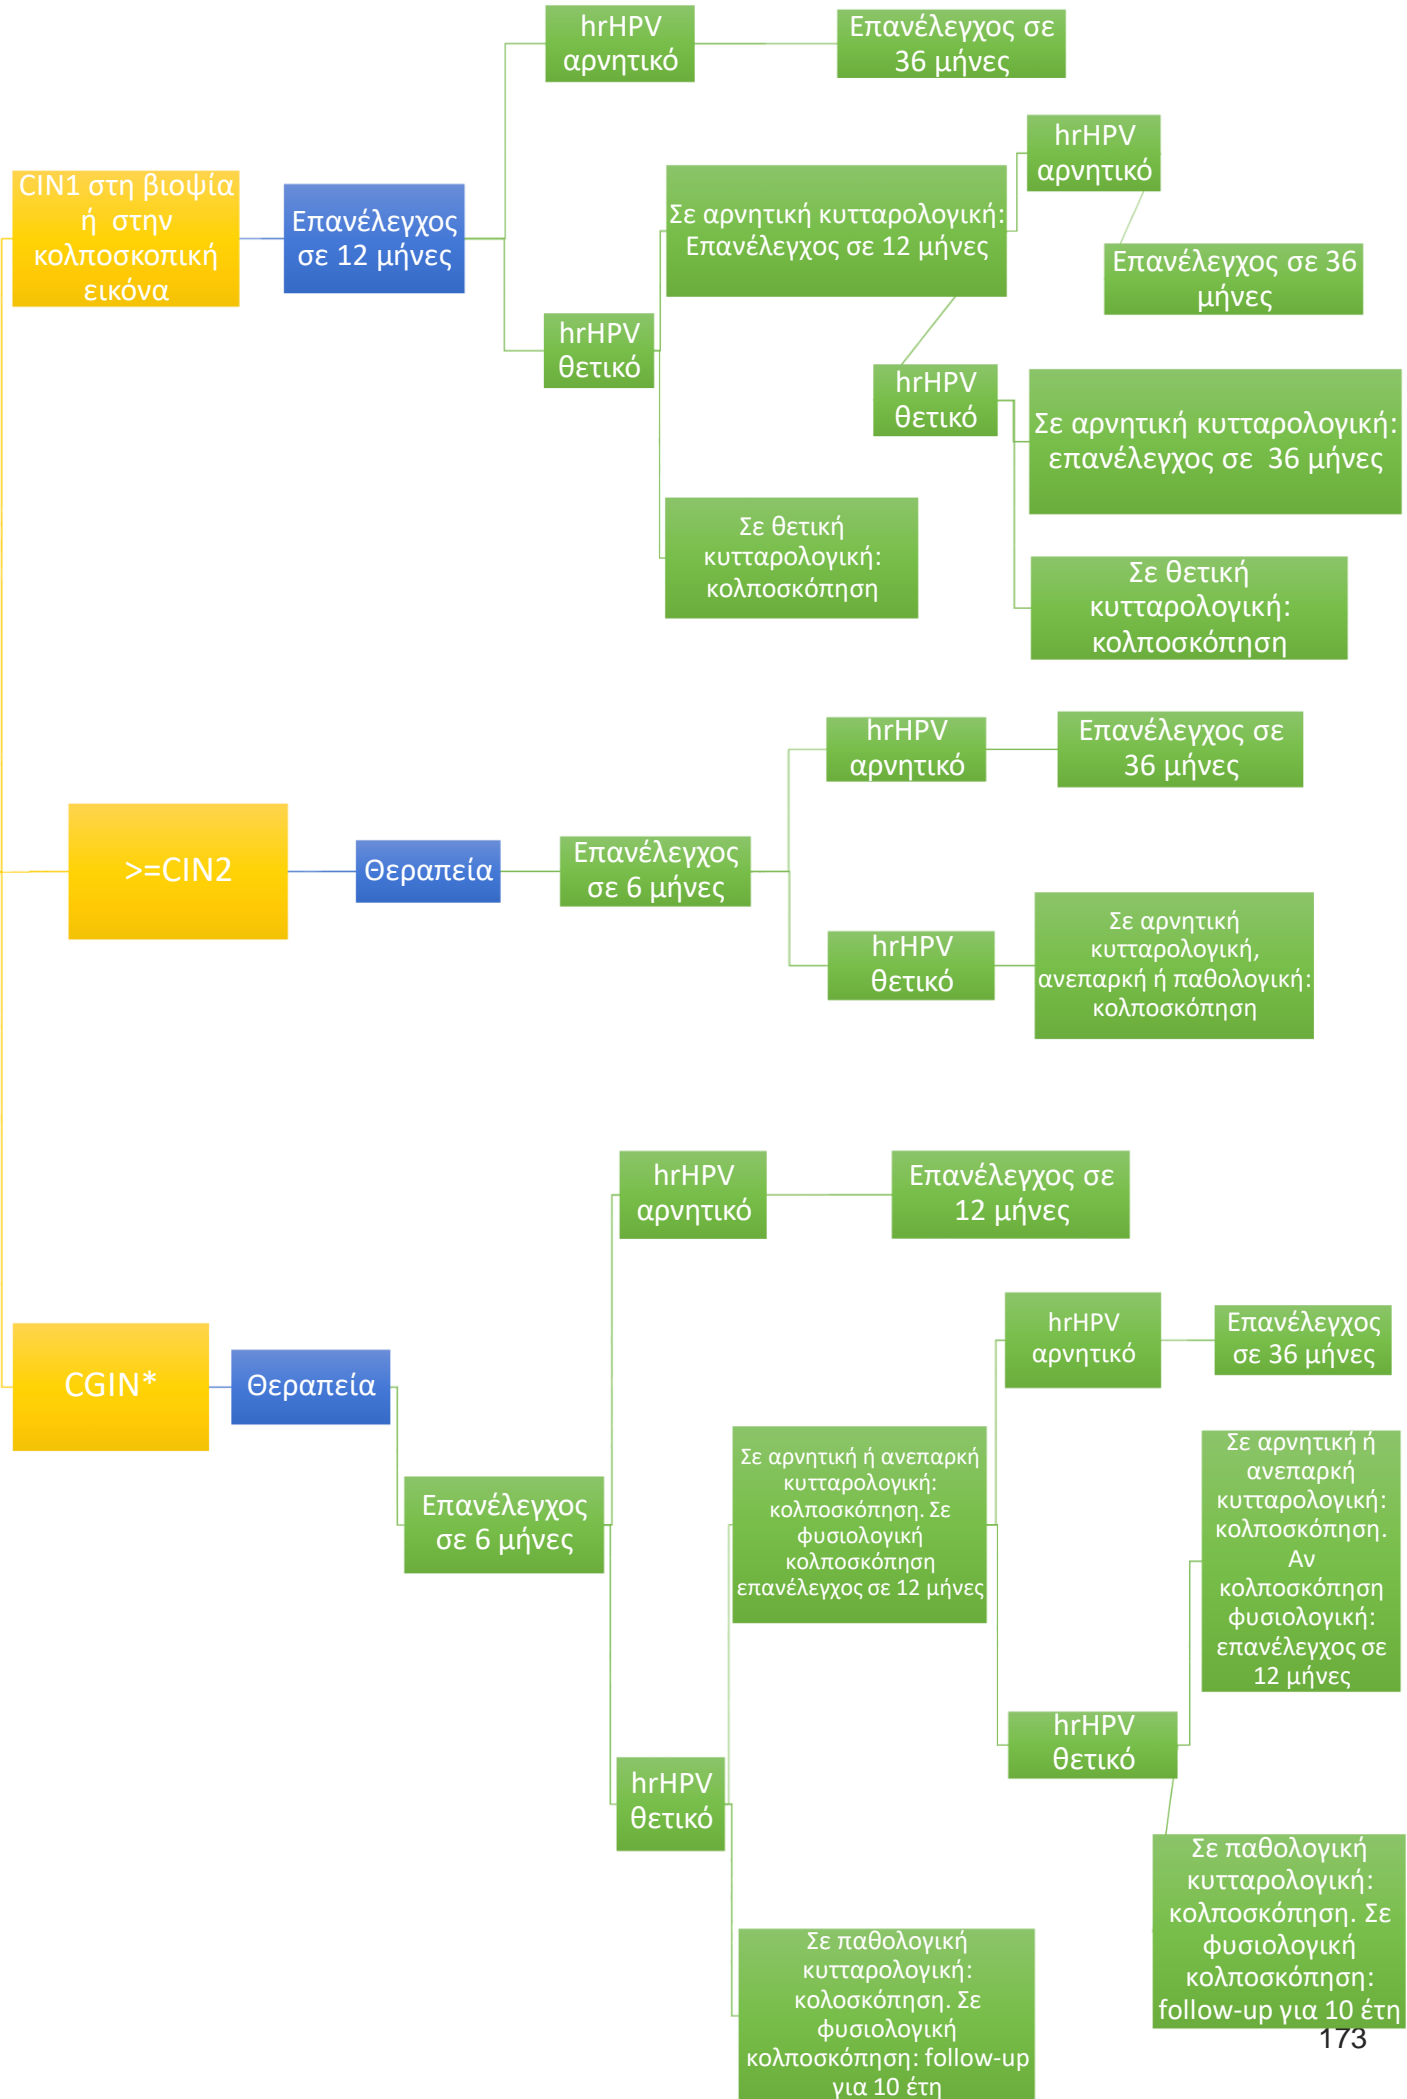 hrHPV
αρνητικό
Επανέλεγχος σε
36 μήνες
CIN1 στη βιοψία
ή στην
κολποσκοπική
εικόνα
Επανέλεγχος
σε 12 μήνες
hrHPV
θετικό
Σε αρνητική κυτταρολογική:
Επανέλεγχος σε 12 μήνες
hrHPV
αρνητικό
Επανέλεγχος σε 36
μήνες
hrHPV
θετικό
Σε αρνητική κυτταρολογική:
επανέλεγχος σε 36 μήνες
Σε θετική
κυτταρολογική:
κολποσκόπηση
Σε θετική
κυτταρολογική:
κολποσκόπηση
>=CIN2
Θεραπεία
Επανέλεγχος
σε 6 μήνες
hrHPV
αρνητικό
Επανέλεγχος σε
36 μήνες
hrHPV
θετικό
Σε αρνητική
κυτταρολογική,
ανεπαρκή ή παθολογική:
κολποσκόπηση
CGIN*
Θεραπεία
Επανέλεγχος
σε 6 μήνες
hrHPV
αρνητικό
Επανέλεγχος σε
12 μήνες
hrHPV
θετικό
Σε αρνητική ή ανεπαρκή
κυτταρολογική:
κολποσκόπηση. Σε
φυσιολογική
κολποσκόπηση
επανέλεγχος σε 12 μήνες
hrHPV
αρνητικό
Επανέλεγχος
σε 36 μήνες
hrHPV
θετικό
Σε αρνητική ή
ανεπαρκή
κυτταρολογική:
κολποσκόπηση.
Αν
κολποσκόπηση
φυσιολογική:
επανέλεγχος σε
12 μήνες
Σε παθολογική
κυτταρολογική:
κολποσκόπηση. Σε
φυσιολογική
κολποσκόπηση:
follow-up για 10 έτη
Σε παθολογική
κυτταρολογική:
κολοσκόπηση. Σε
φυσιολογική
κολποσκόπηση: follow-up
για 10 έτη
173